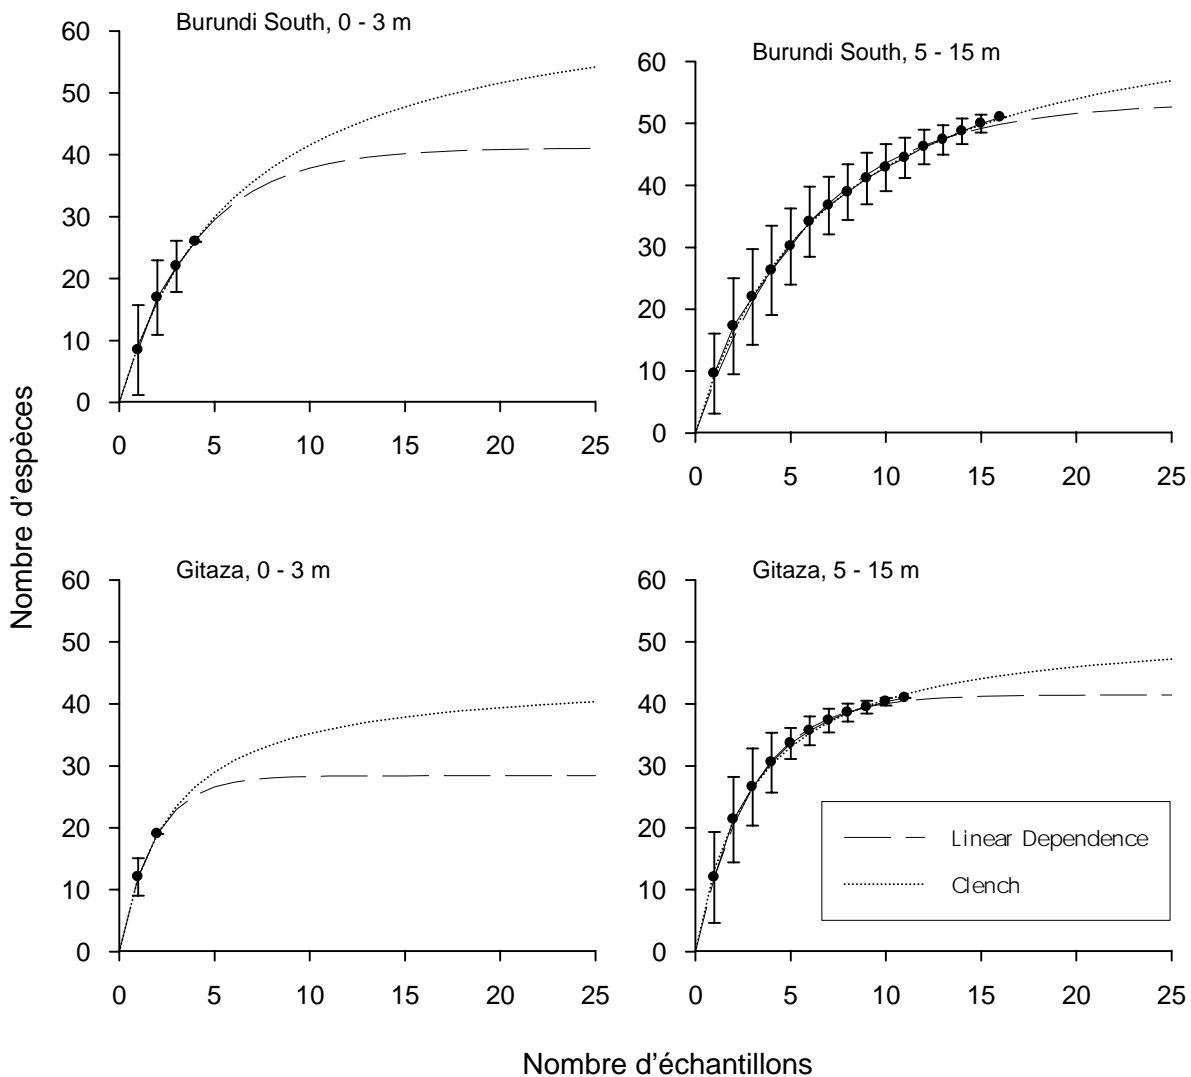 Burundi South, 0 - 3 m
60
50
40
30
20
10
0
0 5 10 15 20 25
Burundi South, 5 - 15 m
60
50
40
30
20
10
0
0 5 10 15 20 25
Nombre d'espèces
Gitaza, 0 - 3 m
60
50
40
30
20
10
0
0 5 10 15 20 25
Gitaza, 5 - 15 m
60
50
40
30
20
10
0
0 5 10 15 20 25
Linear Dependence
Clench
Nombre d'échantillons